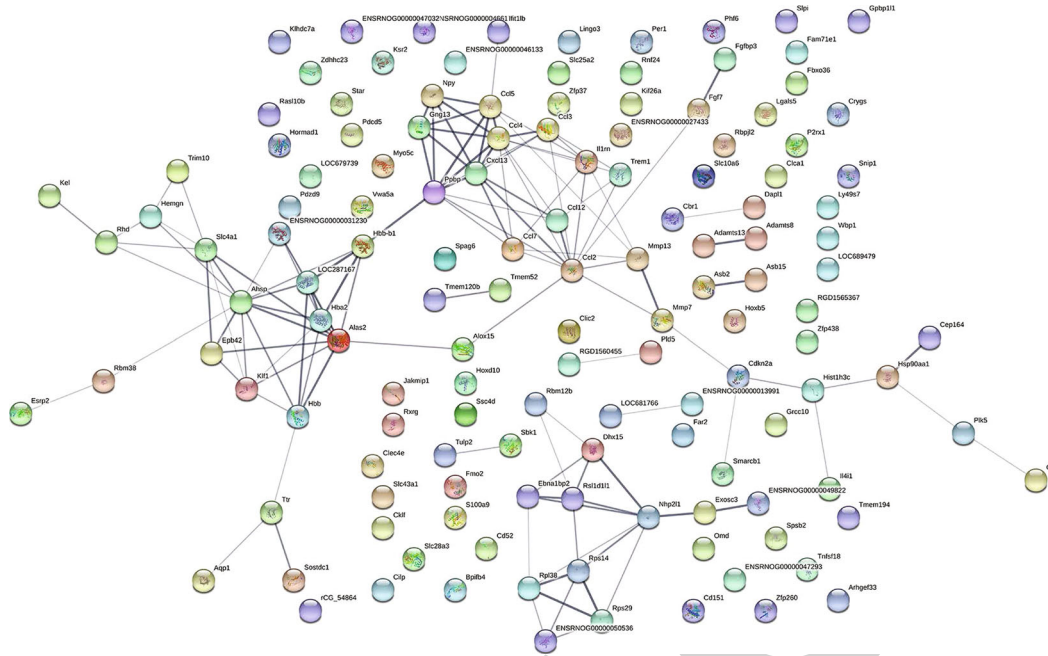 Slpi
Gpbp1l1
ENSRNOG00000047032
Ifit1lb
Klhdc7a
Lingo3
Per1
Phf6
Fam71e1
Zdhhc23
Ksr2
ENSRNOG00000046133
Slc25a2
Rnf24
Fgfbp3
Fbxo36
Rasl10b
Star
Npy
Ccl5
Zfp37
Kif26a
Fgf7
Lgals5
Crygs
Hormad1
Pdcd5
Gng13
Ccl4
Ccl3
ENSRNOG00000027433
Rbpjl2
P2rx1
Trim10
LOC679739
Myo5c
Cxcl13
Il1rn
Trem1
Slc10a6
Clca1
Snip1
Kel
Hemgn
Pdzd9
Vwa5a
Ppbp
Ccl12
Cbr1
Dapl1
Ly49s7
Rhd
Slc4a1
ENSRNOG00000031230
Hbb-b1
Spag6
Ccl7
Ccl2
Mmp13
Adamts13
Adamts8
Wbp1
Ahsp
LOC287167
Tmem120b
Tmem52
Asb2
Asb15
LOC689479
Hba2
Alas2
Clic2
Mmp7
Hoxb5
RGD1565367
Epb42
Alox15
RGD1560455
Pld5
Zfp438
Cep164
Rbm38
Klf1
Hoxd10
Cdkn2a
Hist1h3c
Hsp90aa1
Esrp2
Hbb
Jakmip1
Rxrg
Ssc4d
Rbm12b
LOC681766
ENSRNOG00000013991
Far2
Grcc10
Plk5
Clec4e
Tulp2
Sbk1
Dhx15
Smarcb1
Il4i1
Slc43a1
Fmo2
Ebna1bp2
Rsl1d1l1
Nhp2l1
Exosc3
ENSRNOG00000049822
Ttr
Cklf
S100a9
Cd52
Omd
Spsb2
Tmem194
Aqp1
Sostdc1
Slc28a3
Rps14
ENSRNOG00000047293
Tnfsf18
rCG_54864
Cilp
Bpifb4
Rpl38
Rps29
Cd151
Zfp260
Arhgef33
ENSRNOG00000050536